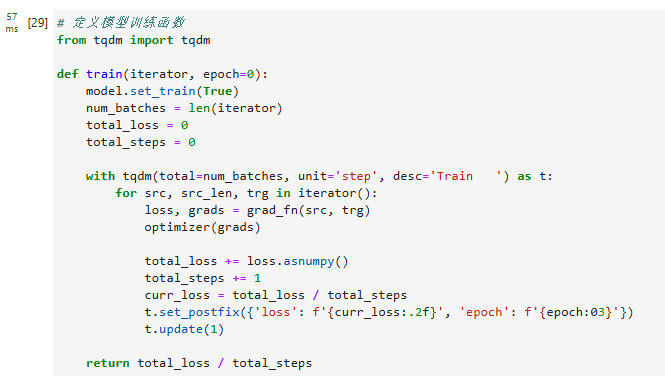 57
ms
[29]
# 定义模型训练函数
from tqdm import tqdm

def train(iterator, epoch=0):
    model.set_train(True)
    num_batches = len(iterator)
    total_loss = 0
    total_steps = 0

    with tqdm(total=num_batches, unit='step', desc='Train   ') as t:
        for src, src_len, trg in iterator():
            loss, grads = grad_fn(src, trg)
            optimizer(grads)

            total_loss += loss.asnumpy()
            total_steps += 1
            curr_loss = total_loss / total_steps
            t.set_postfix({'loss': f'{curr_loss:.2f}', 'epoch': f'{epoch:03}'})
            t.update(1)

    return total_loss / total_steps